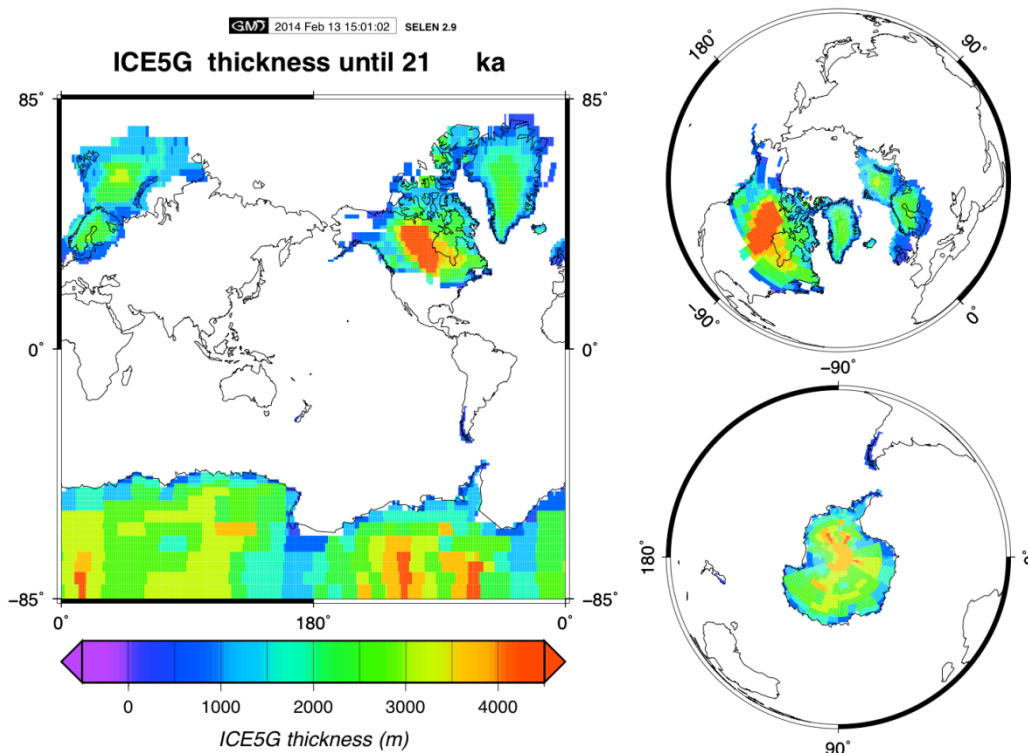 GMT 2014 Feb 13 15:01:02 SELEN 2.9
ICE5G thickness until 21 ka
85˚ 85˚
0˚ 0˚
−85˚ −85˚
0˚ 180˚ 0˚
0 1000 2000 3000 4000
ICE5G thickness (m)
180˚ 90˚
−90˚ 0˚
−90˚
180˚ 0˚
90˚